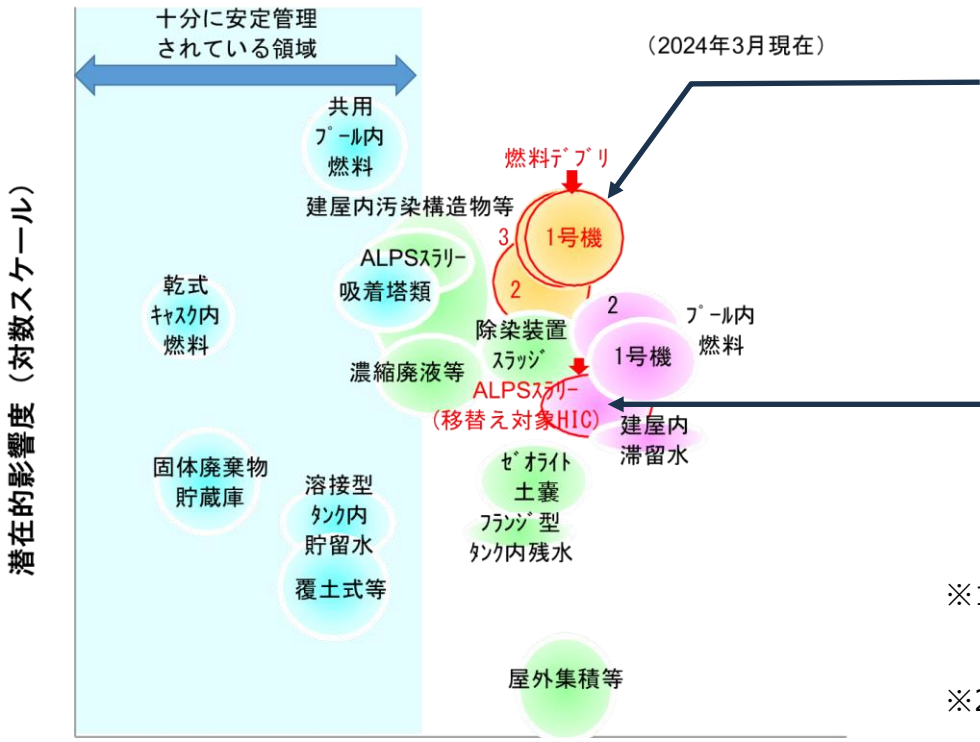 十分に安定管理
されている領域
（2024年3月現在）
共用
プール内
燃料
燃料デブリ
建屋内汚染構造物等
3
1号機
ALPSスラリー
吸着塔類
2
乾式
キャスク内
燃料
2
プール内
燃料
除染装置
スラッジ
1号機
濃縮廃液等
ALPSスラリー
(移替え対象HIC)
建屋内
滞留水
固体廃棄物
貯蔵庫
ゼオライト
土嚢
溶接型
タンク内
貯留水
フランジ型
タンク内残水
覆土式等
屋外集積等
潜在的影響度（対数スケール）
※1
※2